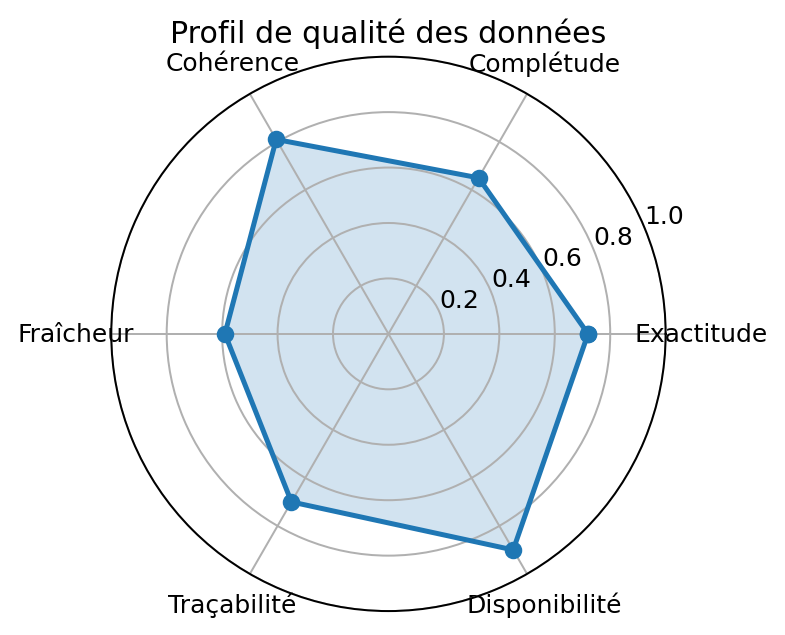 Profil de qualité des données
Cohérence
Complétude
1.0
0.8
0.6
0.4
0.2
Fraîcheur
Exactitude
Traçabilité
Disponibilité